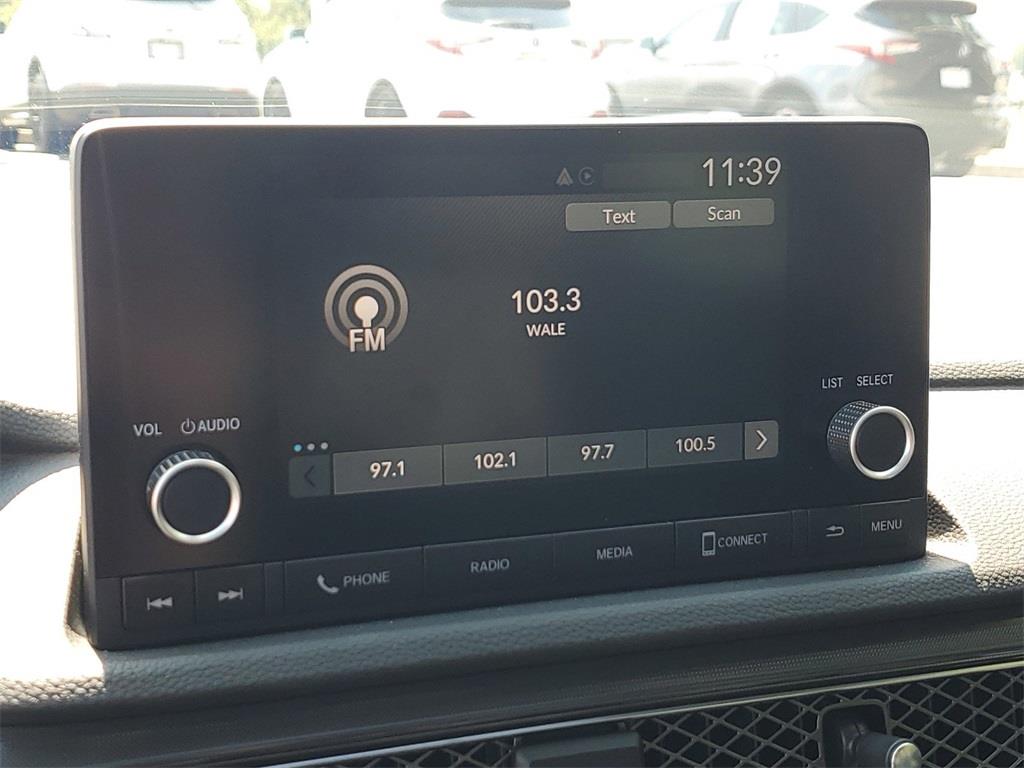 11:39
Text Scan
103.3
WALE
FM
LIST SELECT
VOL AUDIO
97.1 102.1 97.7 100.5
PHONE RADIO MEDIA CONNECT MENU